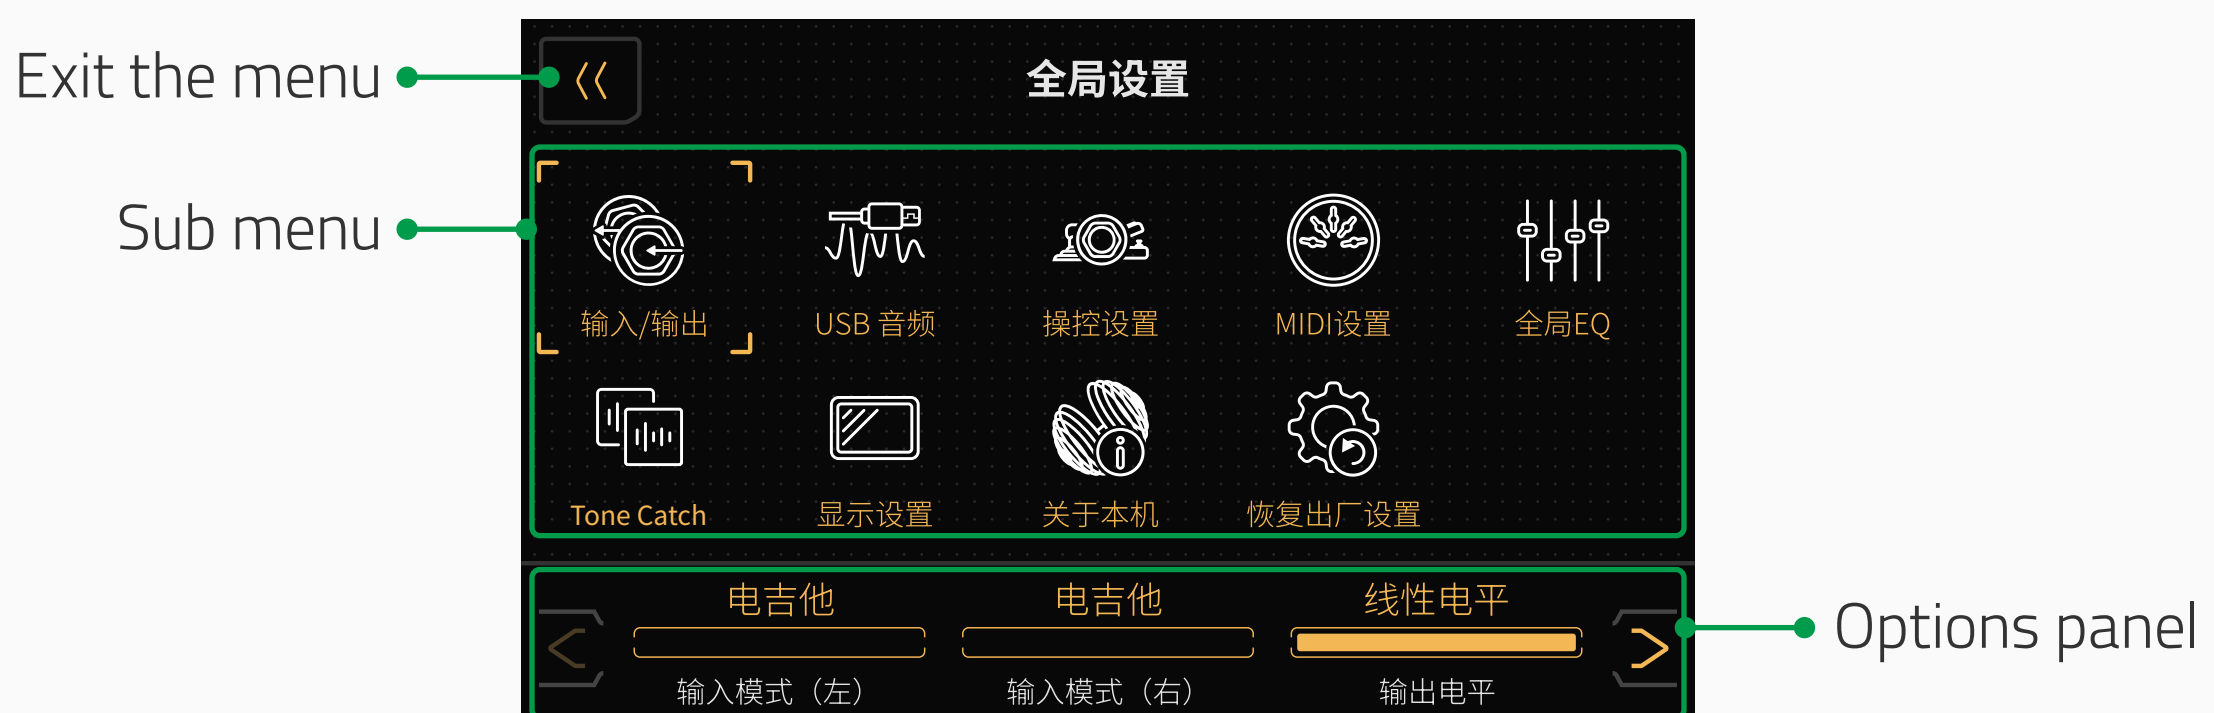 Exit the menu
全局设置
Sub menu
输入/输出
USB 音频
操控设置
MIDI设置
全局EQ
Tone Catch
显示设置
关于本机
恢复出厂设置
电吉他
电吉他
线性电平
Options panel
输入模式（左）
输入模式（右）
输出电平